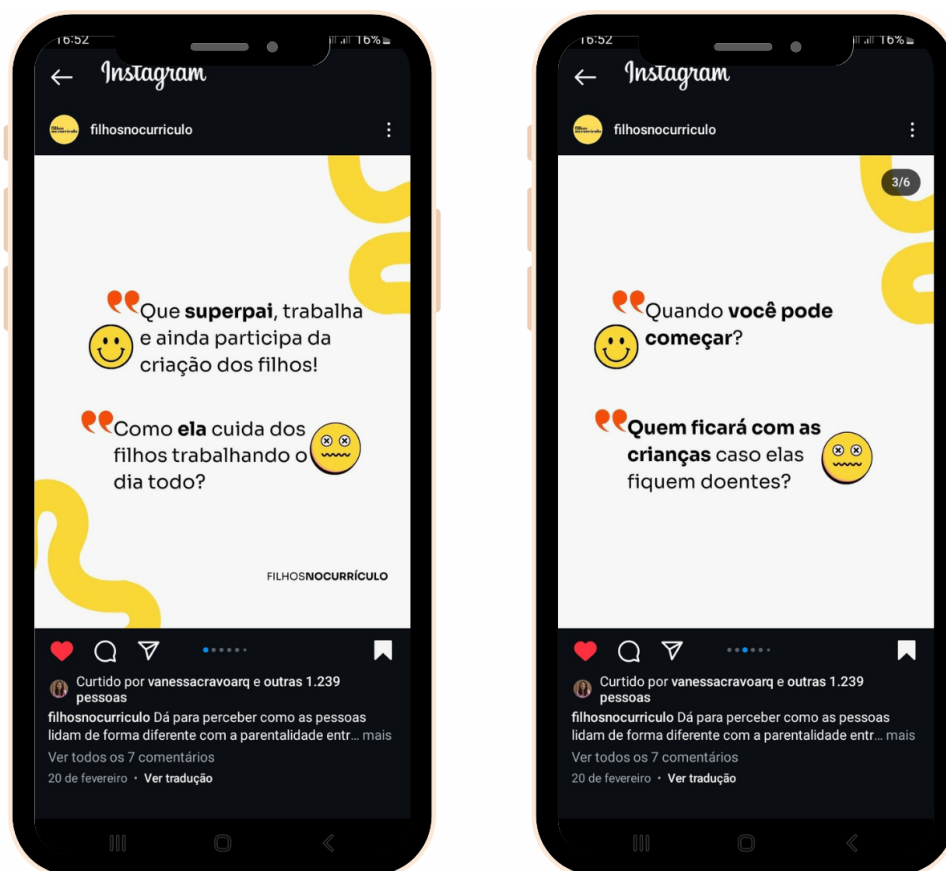 16:52
16%
Instagram
filhosnocurriculo
Que superpai, trabalha
e ainda participa da
criação dos filhos!
Como ela cuida dos
filhos trabalhando o
dia todo?
FILHOSNOCURRÍCULO
Curtido por vanessacravoarq e outras 1.239
pessoas
filhosnocurriculo Dá para perceber como as pessoas
lidam de forma diferente com a parentalidade entr... mais
Ver todos os 7 comentários
20 de fevereiro • Ver tradução
16:52
16%
Instagram
filhosnocurriculo
3/6
Quando você pode
começar?
Quem ficará com as
crianças caso elas
fiquem doentes?
Curtido por vanessacravoarq e outras 1.239
pessoas
filhosnocurriculo Dá para perceber como as pessoas
lidam de forma diferente com a parentalidade entr... mais
Ver todos os 7 comentários
20 de fevereiro • Ver tradução